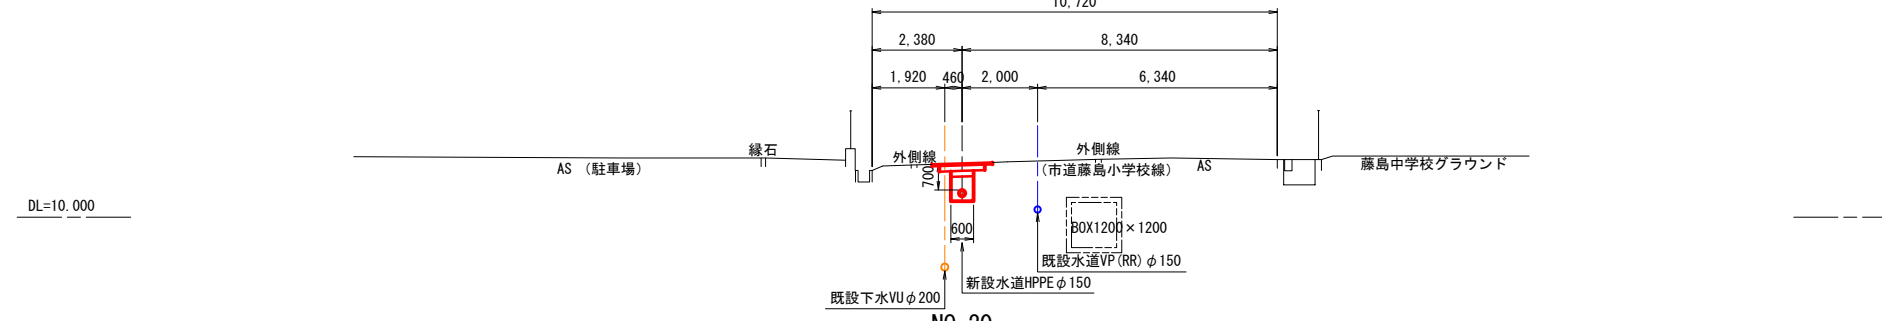 10,720
2,380
8,340
1,920
460
2,000
6,340
縁石
外側線
外側線
AS (駐車場)
700
(市道藤島小学校線)
AS
藤島中学校グラウンド
DL=10.000
600
BOX1200×1200
既設水道VP(RR)φ150
新設水道HPPEφ150
既設下水VUφ200
NO.20